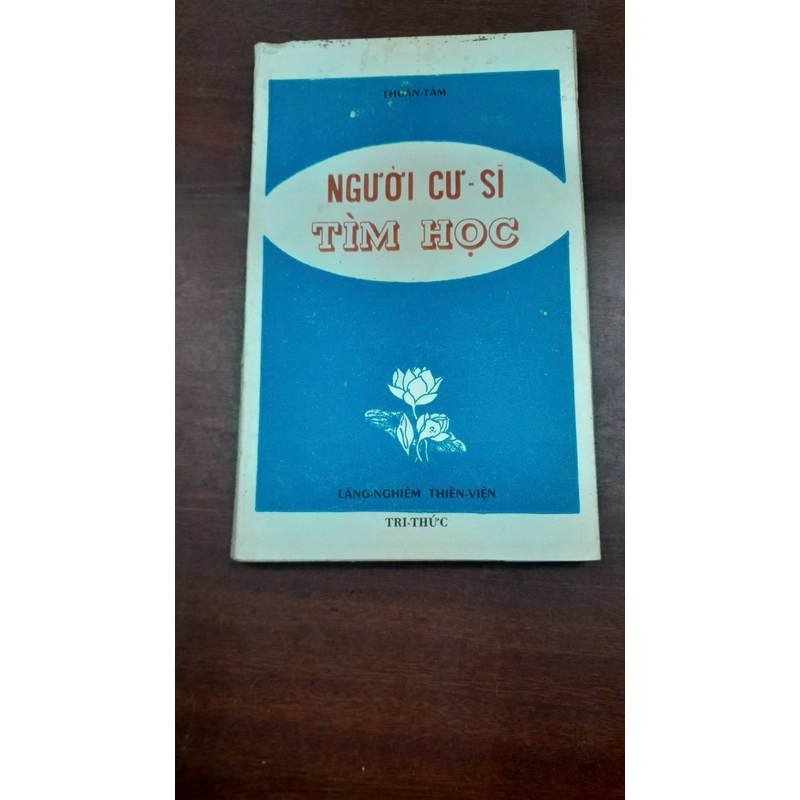 THUẦN-TÂM
NGƯỜI CƯ-SĨ
TÌM HỌC
LĂNG-NGHIÊM THIỀN-VIỆN
TRI-THỨC